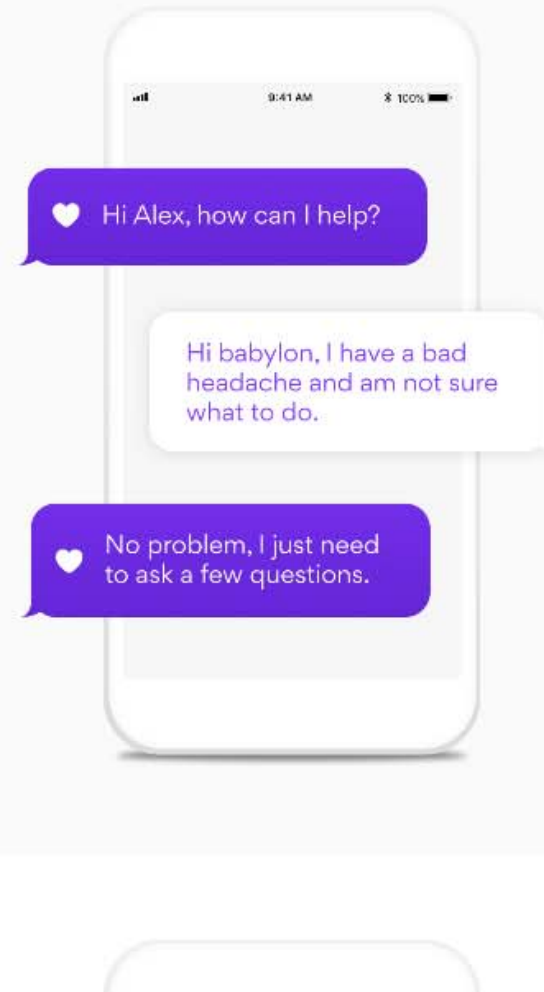 9:41 AM
100%
Hi Alex, how can I help?
Hi babylon, I have a bad
headache and am not sure
what to do.
No problem, I just need
to ask a few questions.